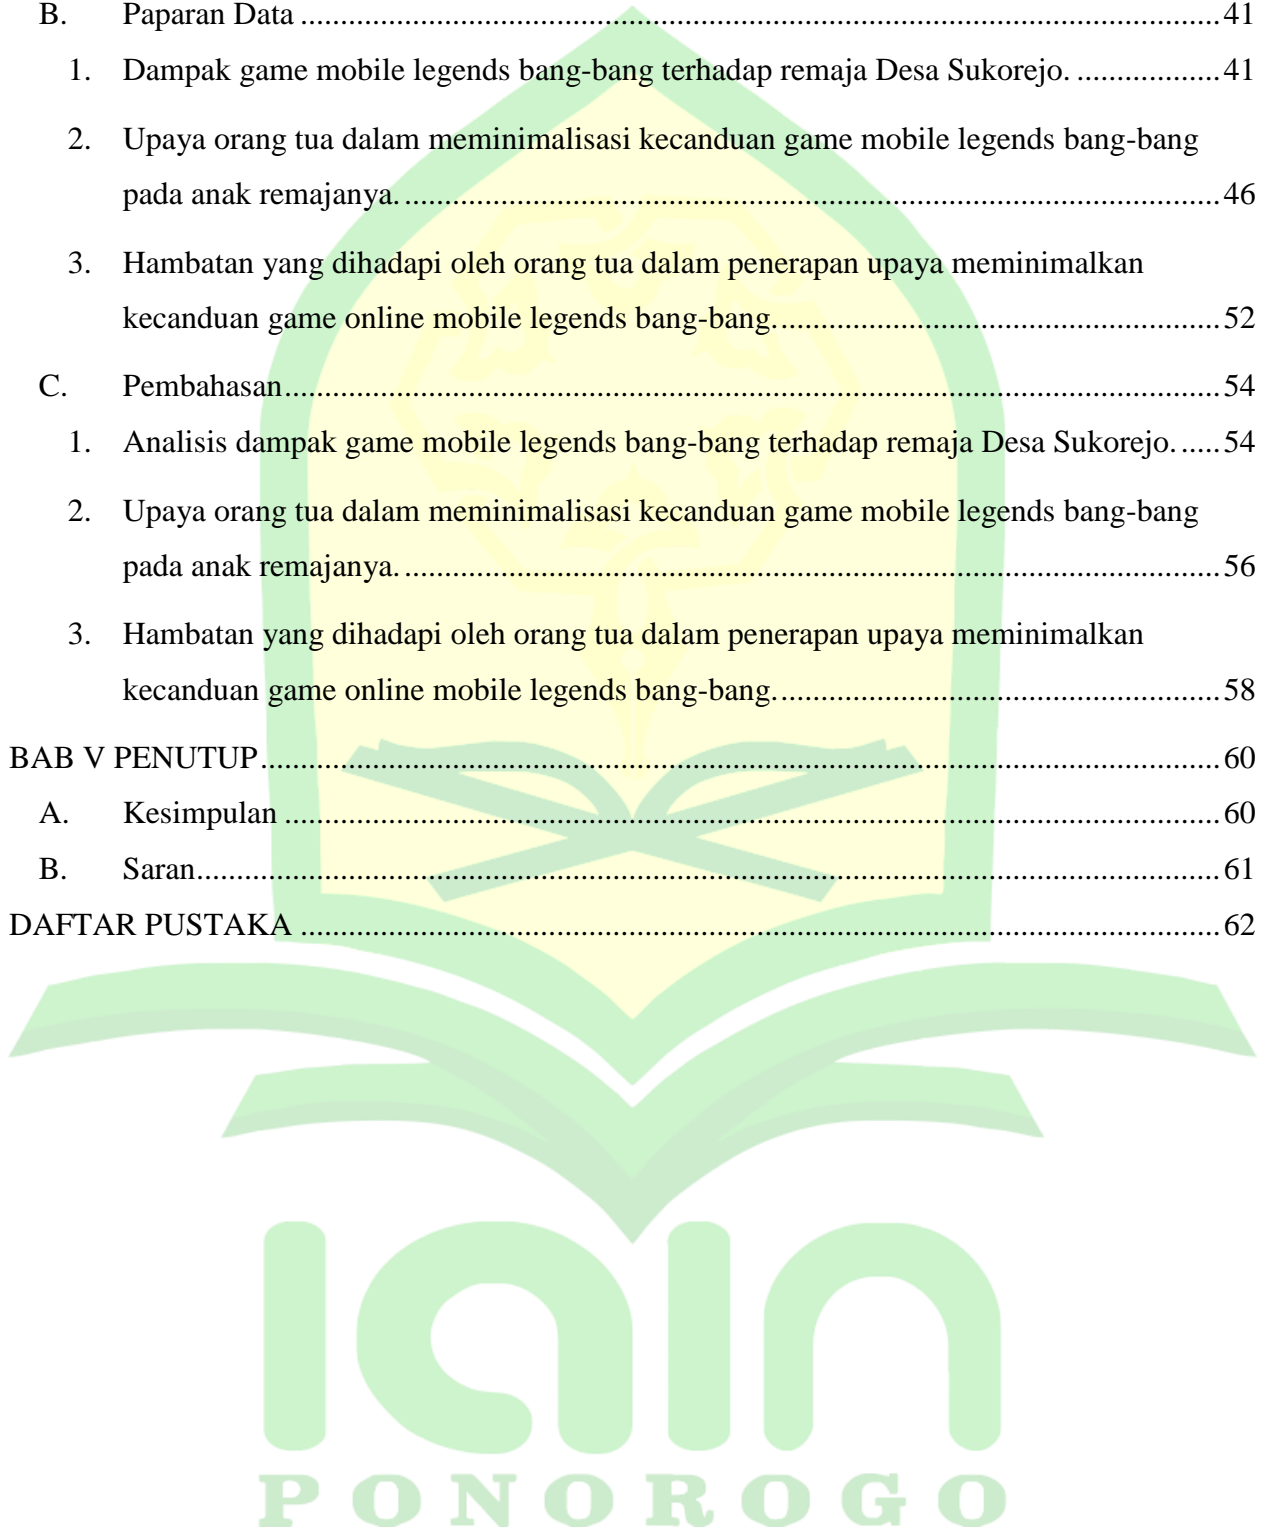 B. Paparan Data ..................................................................................................................41
1. Dampak game mobile legends bang-bang terhadap remaja Desa Sukorejo. ..................41
2. Upaya orang tua dalam meminimalisasi kecanduan game mobile legends bang-bang
pada anak remajanya. .....................................................................................................46
3. Hambatan yang dihadapi oleh orang tua dalam penerapan upaya meminimalkan
kecanduan game online mobile legends bang-bang.......................................................52
C. Pembahasan....................................................................................................................54
1. Analisis dampak game mobile legends bang-bang terhadap remaja Desa Sukorejo. .....54
2. Upaya orang tua dalam meminimalisasi kecanduan game mobile legends bang-bang
pada anak remajanya. .....................................................................................................56
3. Hambatan yang dihadapi oleh orang tua dalam penerapan upaya meminimalkan
kecanduan game online mobile legends bang-bang.......................................................58
BAB V PENUTUP.......................................................................................................................60
A. Kesimpulan ....................................................................................................................60
B. Saran...............................................................................................................................61
DAFTAR PUSTAKA ..................................................................................................................62
iain
PONOROGO